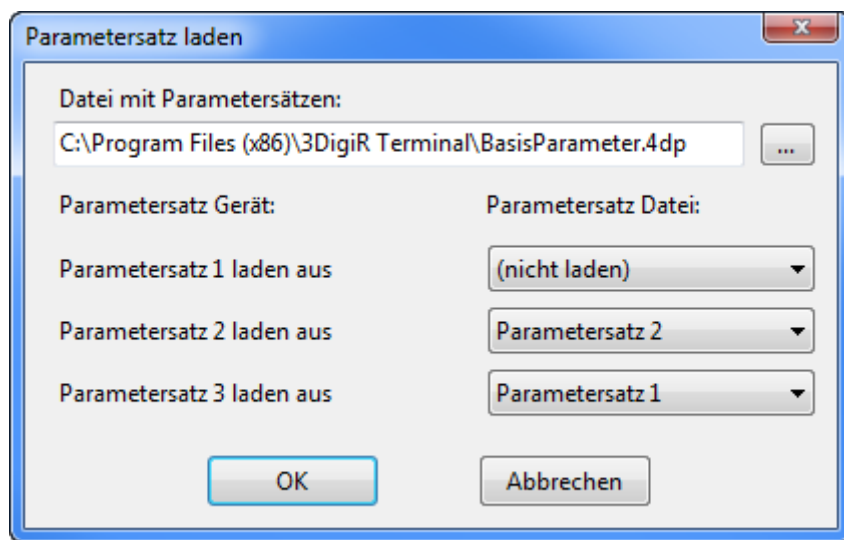 Parametersatz laden
Datei mit Parametersätzen:
C:\Program Files (x86)\3DigiR Terminal\BasisParameter.4dp
...
Parametersatz Gerät: Parametersatz Datei:
Parametersatz 1 laden aus (nicht laden)
Parametersatz 2 laden aus Parametersatz 2
Parametersatz 3 laden aus Parametersatz 1
OK Abbrechen